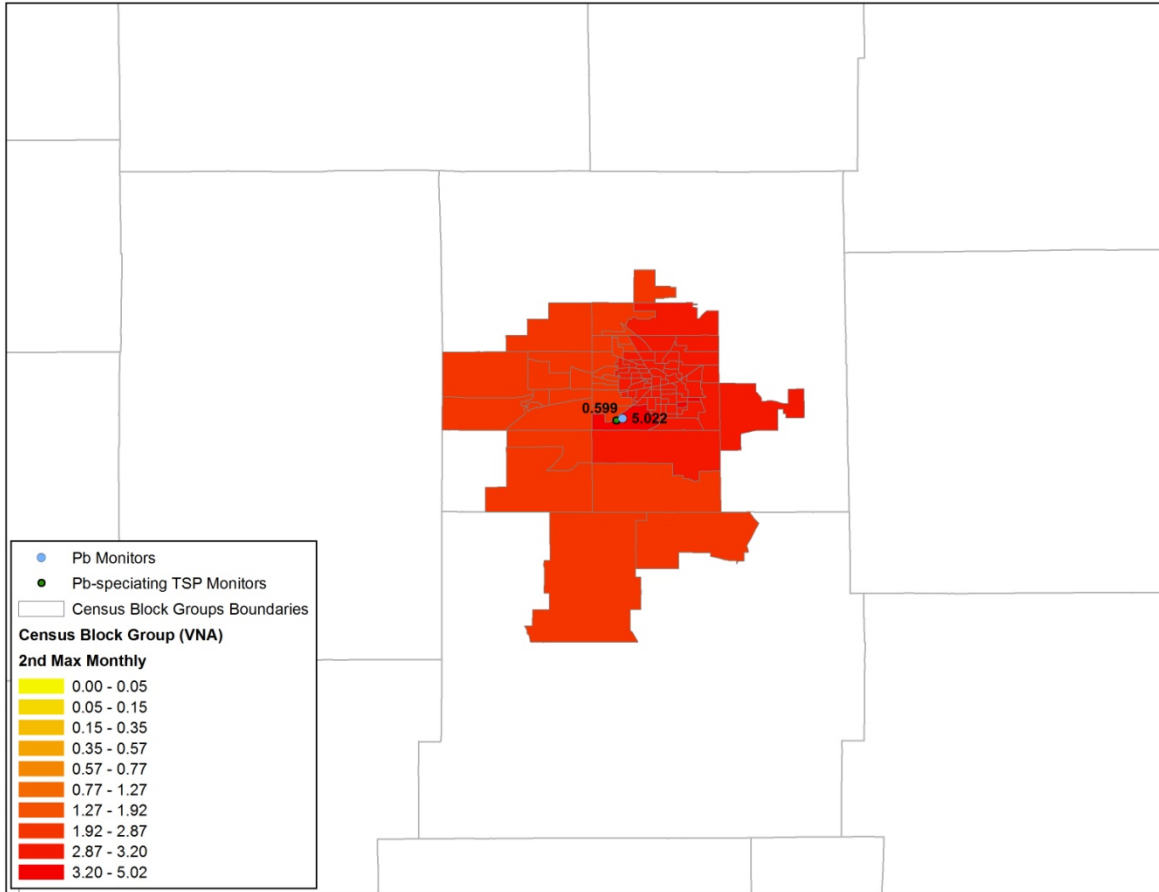 0.599
5.022
Pb Monitors
Pb-speciating TSP Monitors
Census Block Groups Boundaries
Census Block Group (VNA)
2nd Max Monthly
0.00 - 0.05
0.05 - 0.15
0.15 - 0.35
0.35 - 0.57
0.57 - 0.77
0.77 - 1.27
1.27 - 1.92
1.92 - 2.87
2.87 - 3.20
3.20 - 5.02